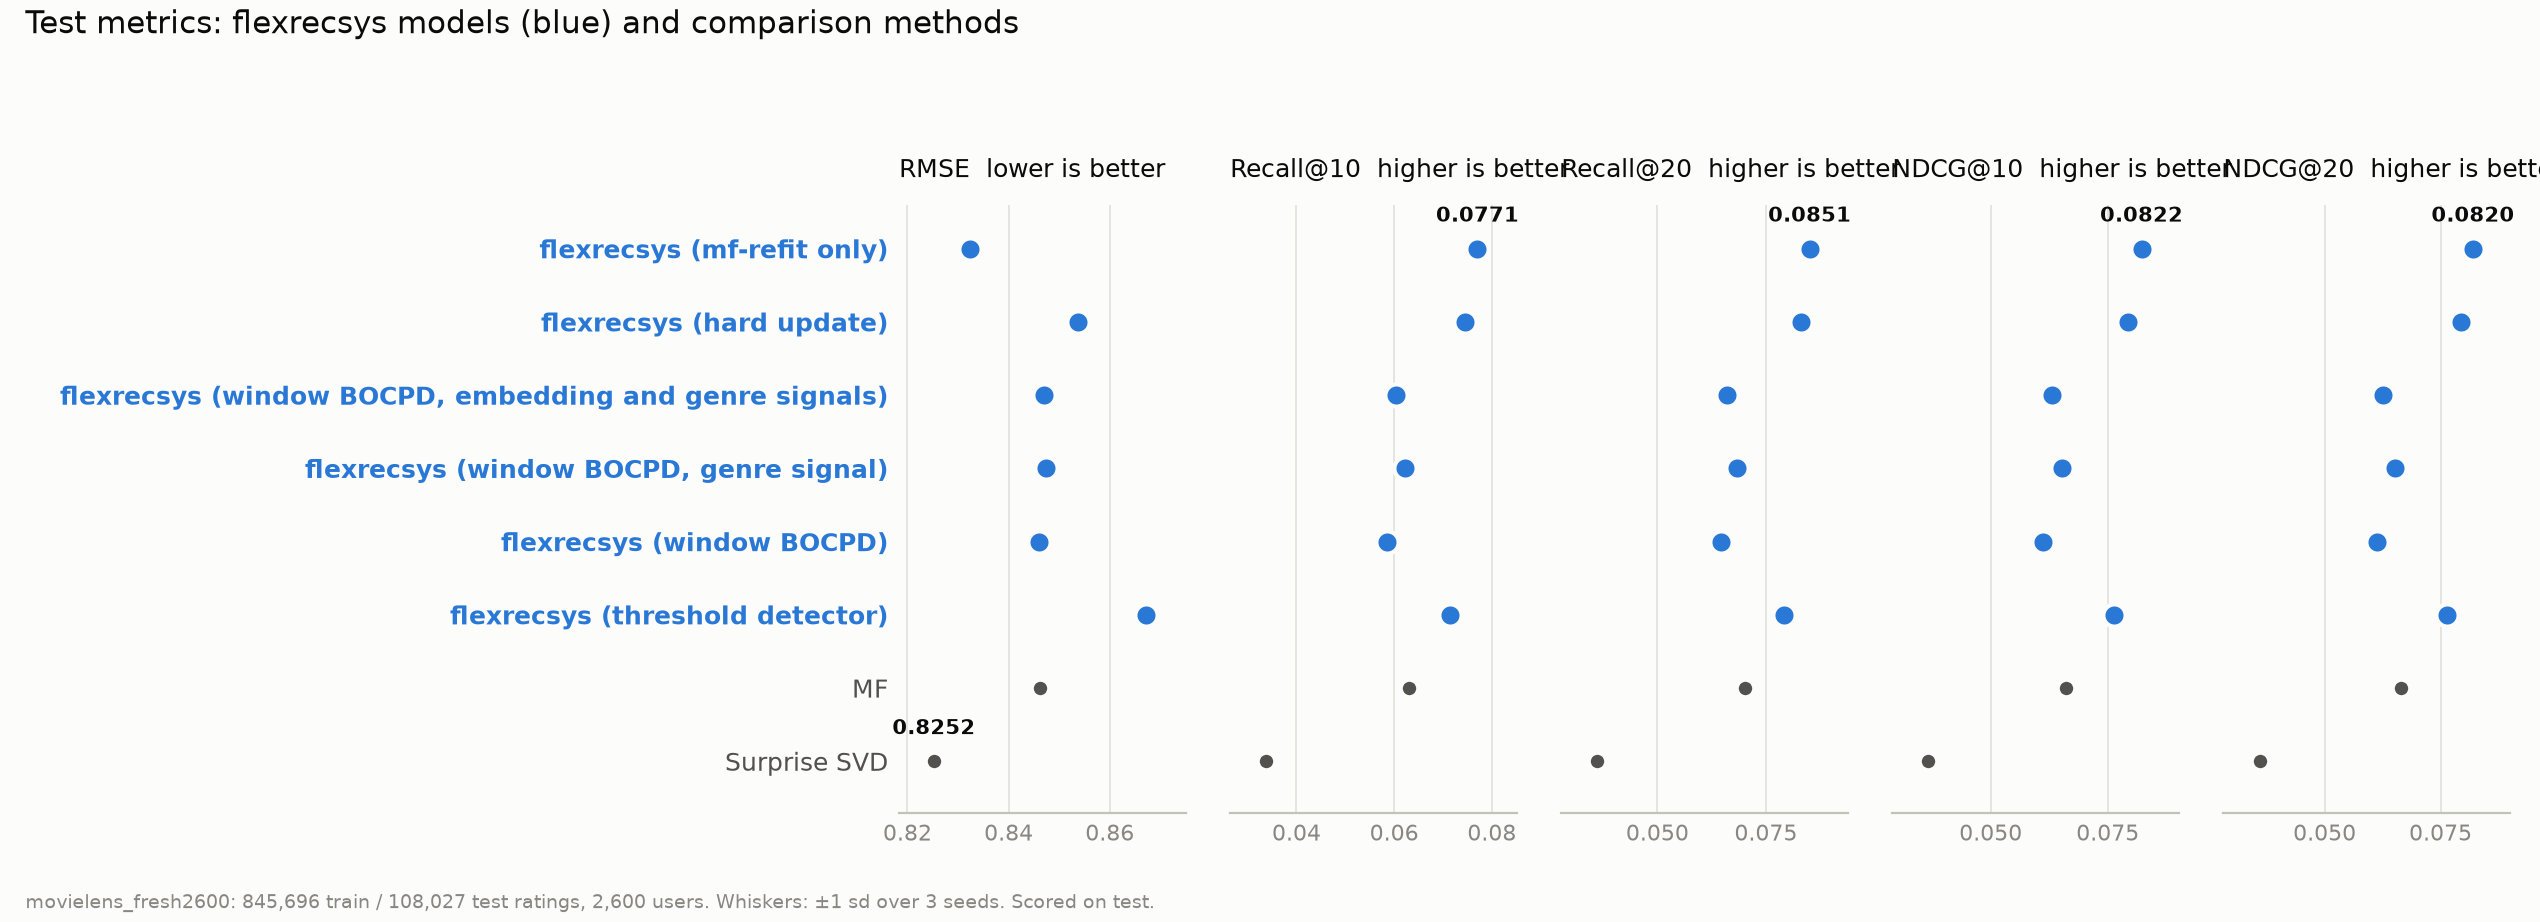 Test metrics: flexrecsys models (blue) and comparison methods
RMSE  lower is better
Recall@10  higher is better
Recall@20  higher is better
NDCG@10  higher is better
NDCG@20  higher is bett
0.0771
0.0851
0.0822
0.0820
flexrecsys (mf-refit only)
flexrecsys (hard update)
flexrecsys (window BOCPD, embedding and genre signals)
flexrecsys (window BOCPD, genre signal)
flexrecsys (window BOCPD)
flexrecsys (threshold detector)
MF
0.8252
Surprise SVD
0.82 0.84 0.86
0.04 0.06 0.08
0.050 0.075
0.050 0.075
0.050 0.075
movielens_fresh2600: 845,696 train / 108,027 test ratings, 2,600 users. Whiskers: ±1 sd over 3 seeds. Scored on test.